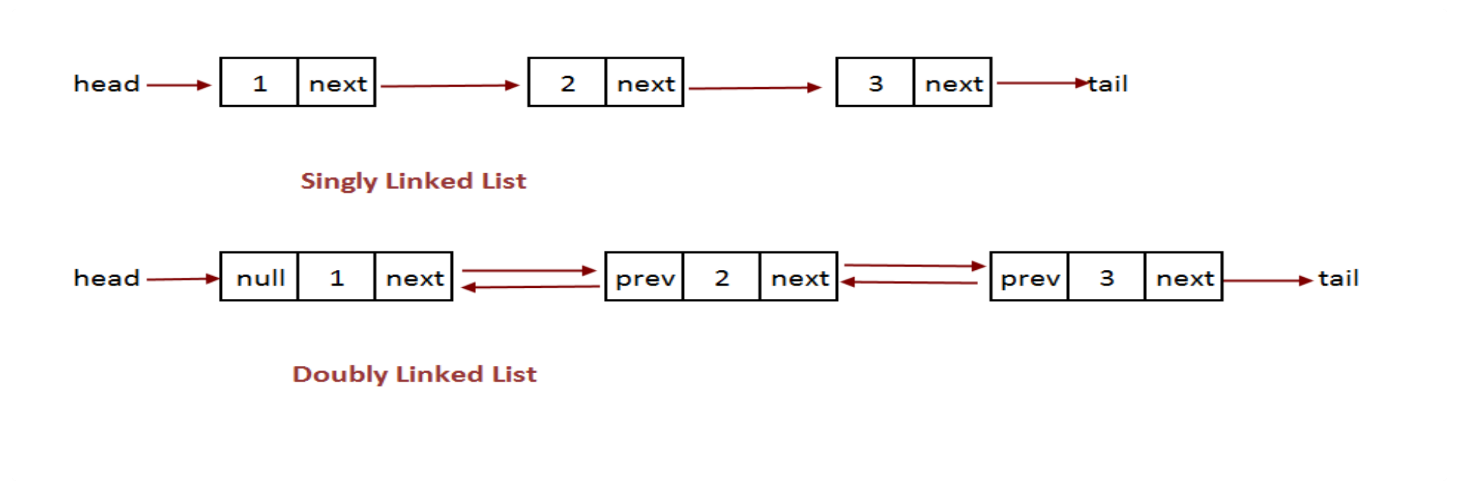 head 1 next 2 next 3 next tail
Singly Linked List
head null 1 next prev 2 next prev 3 next tail
Doubly Linked List